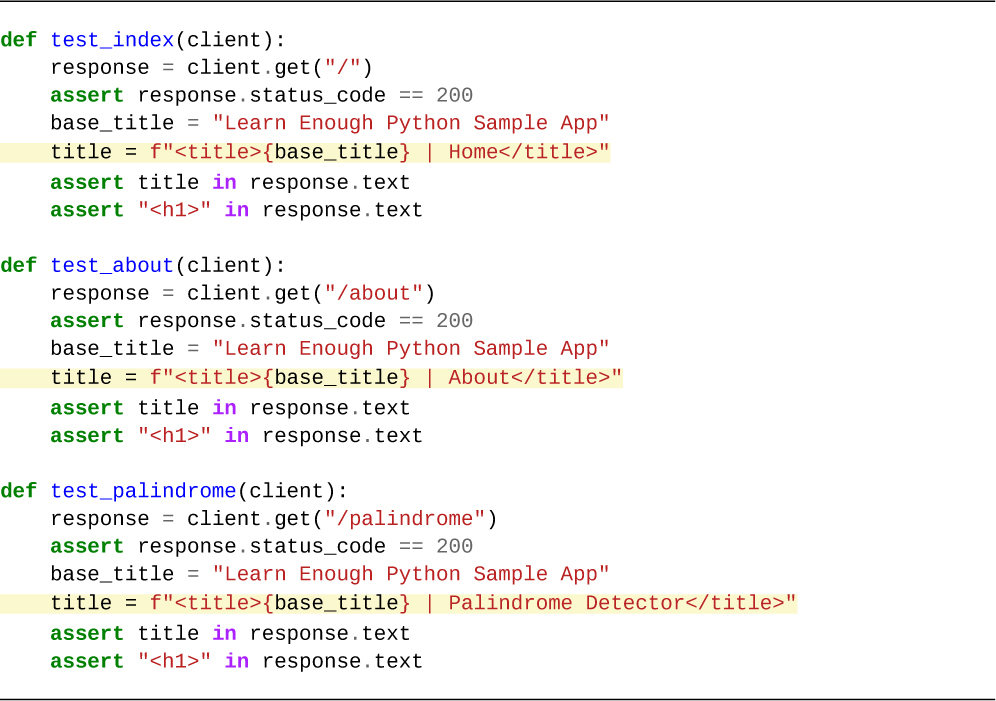 def test_index(client):
    response = client.get("/")
    assert response.status_code == 200
    base_title = "Learn Enough Python Sample App"
    title = f"<title>{base_title} | Home</title>"
    assert title in response.text
    assert "<h1>" in response.text

def test_about(client):
    response = client.get("/about")
    assert response.status_code == 200
    base_title = "Learn Enough Python Sample App"
    title = f"<title>{base_title} | About</title>"
    assert title in response.text
    assert "<h1>" in response.text

def test_palindrome(client):
    response = client.get("/palindrome")
    assert response.status_code == 200
    base_title = "Learn Enough Python Sample App"
    title = f"<title>{base_title} | Palindrome Detector</title>"
    assert title in response.text
    assert "<h1>" in response.text